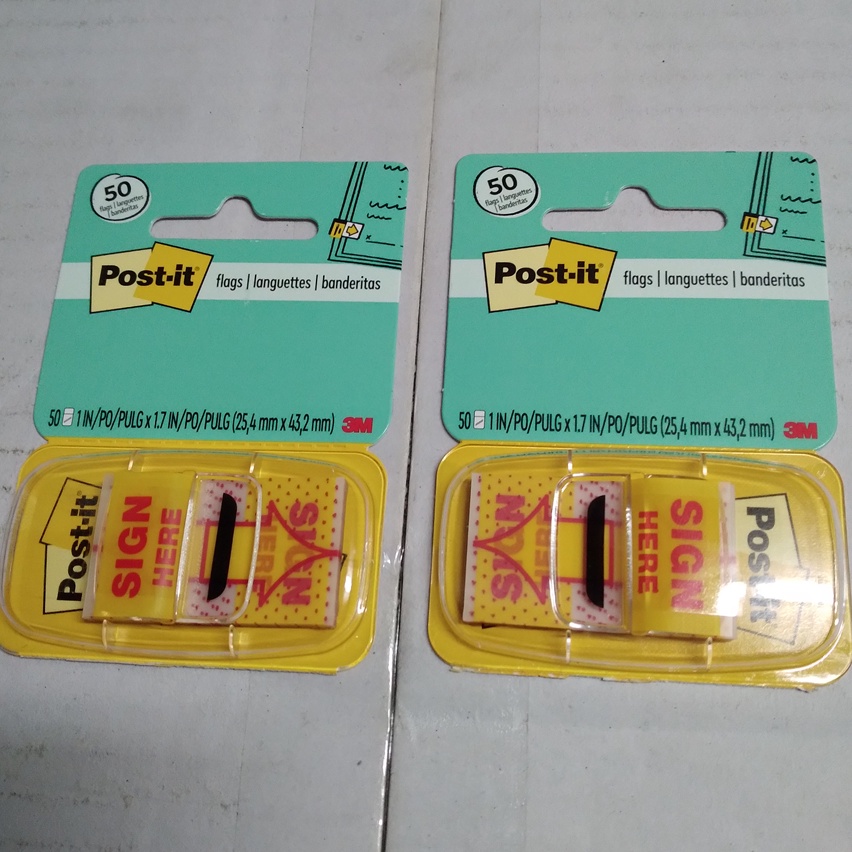 50
flags | languettes
| banderitas
Post-it®
flags | languettes | banderitas
50 1 IN/PO/PULG x 1.7 IN/PO/PULG (25,4 mm x 43,2 mm) 3M
Post-it
SIGN
HERE
SIGN
HERE
50
flags | languettes
| banderitas
Post-it®
flags | languettes | banderitas
50 1 IN/PO/PULG x 1.7 IN/PO/PULG (25,4 mm x 43,2 mm) 3M
SIGN
HERE
SIGN
HERE
Post-it